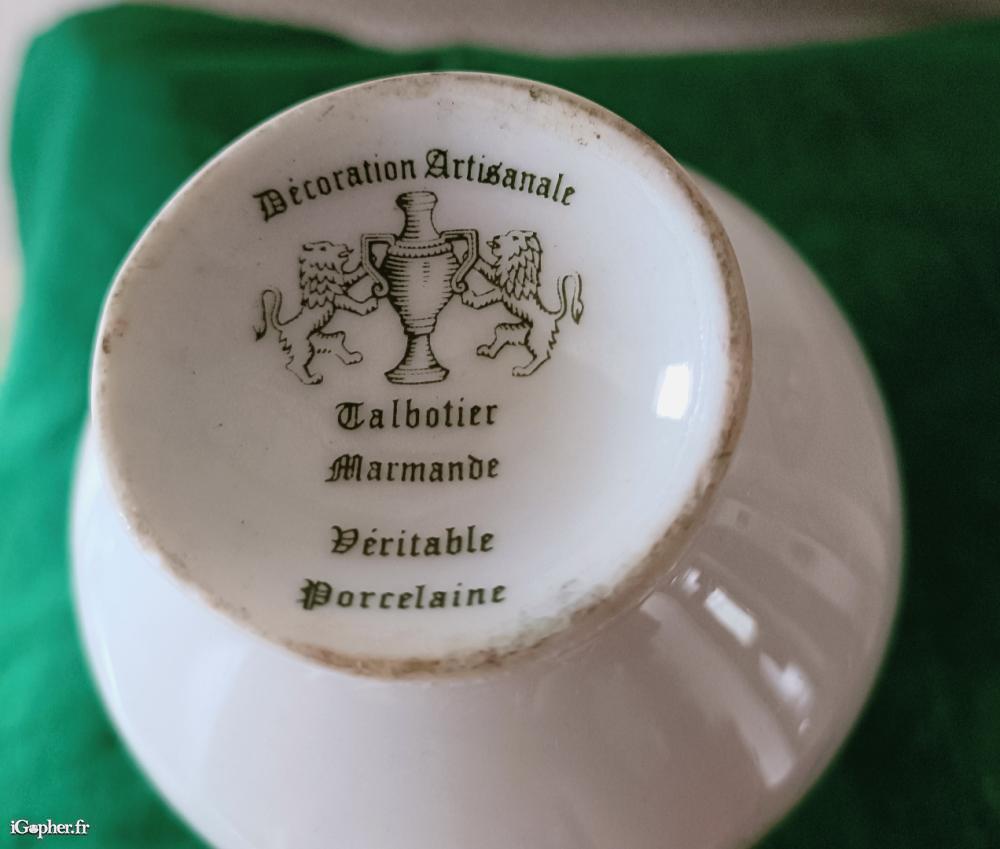 Décoration Artisanale
Talbotier
Marmande
Véritable
Porcelaine
iGopher.fr